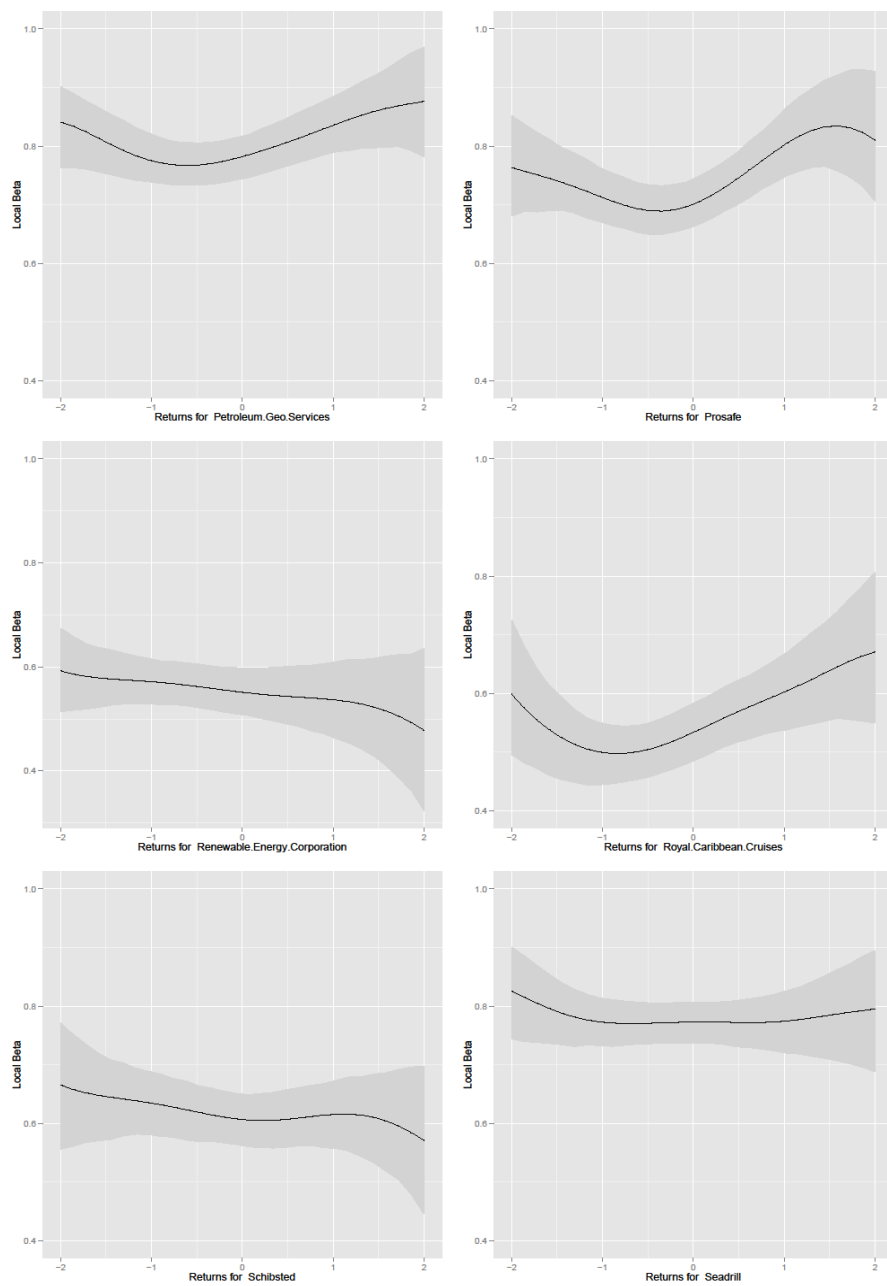 1.0
0.8
0.6
0.4
Local Beta
-2 -1 0 1 2
Returns for Petroleum.Geo.Services
1.0
0.8
0.6
0.4
Local Beta
-2 -1 0 1 2
Returns for Prosafe
1.0
0.8
0.6
0.4
Local Beta
-2 -1 0 1 2
Returns for Renewable.Energy.Corporation
1.0
0.8
0.6
0.4
Local Beta
-2 -1 0 1 2
Returns for Royal.Caribbean.Cruises
1.0
0.8
0.6
0.4
Local Beta
-2 -1 0 1 2
Returns for Schibsted
1.0
0.8
0.6
0.4
Local Beta
-2 -1 0 1 2
Returns for Seadrill